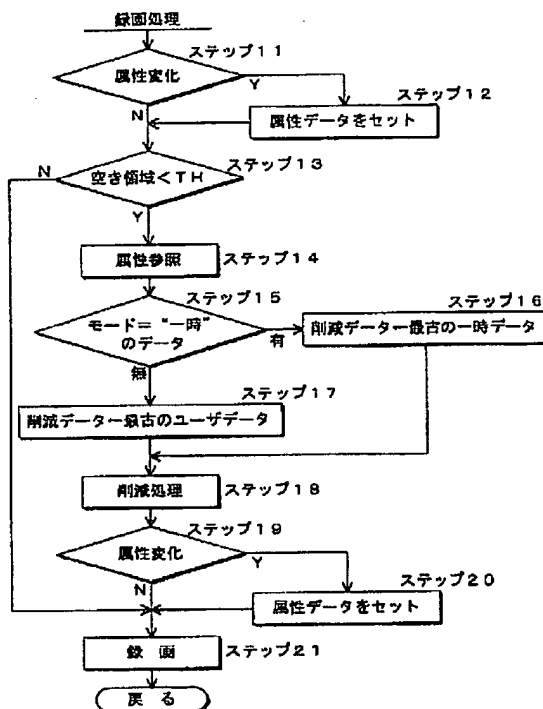 録画処理
ステップ11
属性変化
Y
ステップ12
N
属性データをセット
ステップ13
N
空き領域<TH
Y
属性参照
ステップ14
ステップ15
ステップ16
モード="一時"
のデータ
有
削減データー最古の一時データ
無
ステップ17
削減データー最古のユーザデータ
削減処理
ステップ18
ステップ19
属性変化
Y
ステップ20
N
属性データをセット
録 画
ステップ21
戻 る